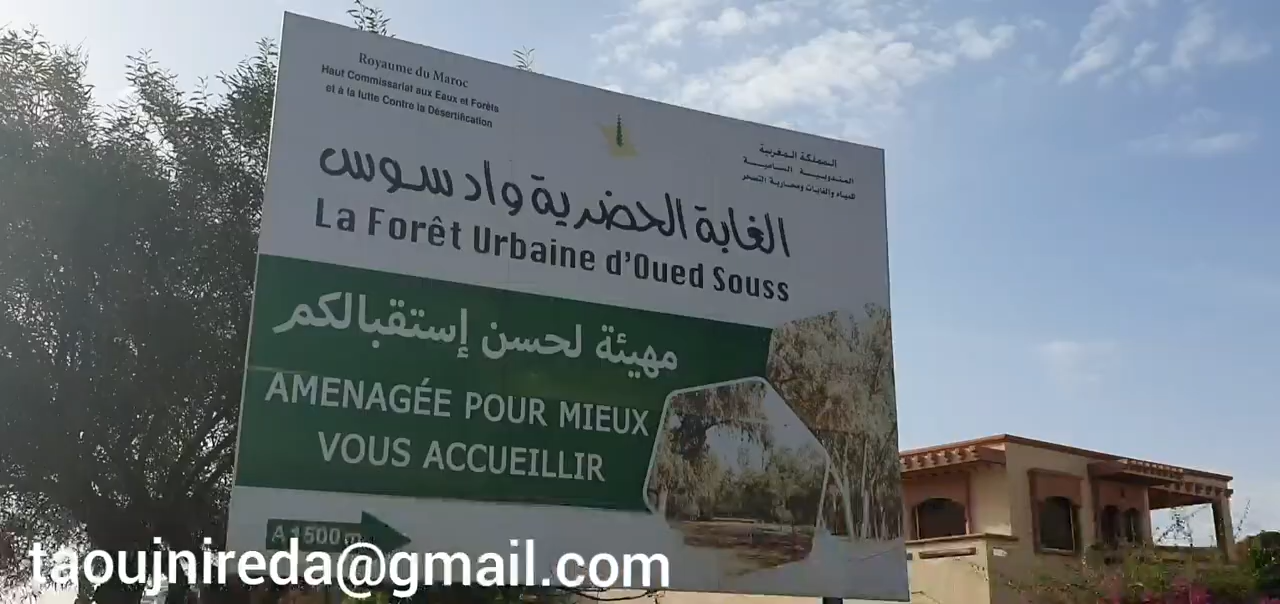 Royaume du Maroc
Haut Commissariat aux Eaux et Forêts
et à la lutte Contre la Désertification
المملكة المغربية
المندوبية السامية
للمياه والغابات ومحاربة التصحر
الغابة الحضرية واد سوس
La Forêt Urbaine d'Oued Souss
مهيئة لحسن إستقبالكم
AMENAGÉE POUR MIEUX
VOUS ACCUEILLIR
A 1500 m
taoujnireda@gmail.com